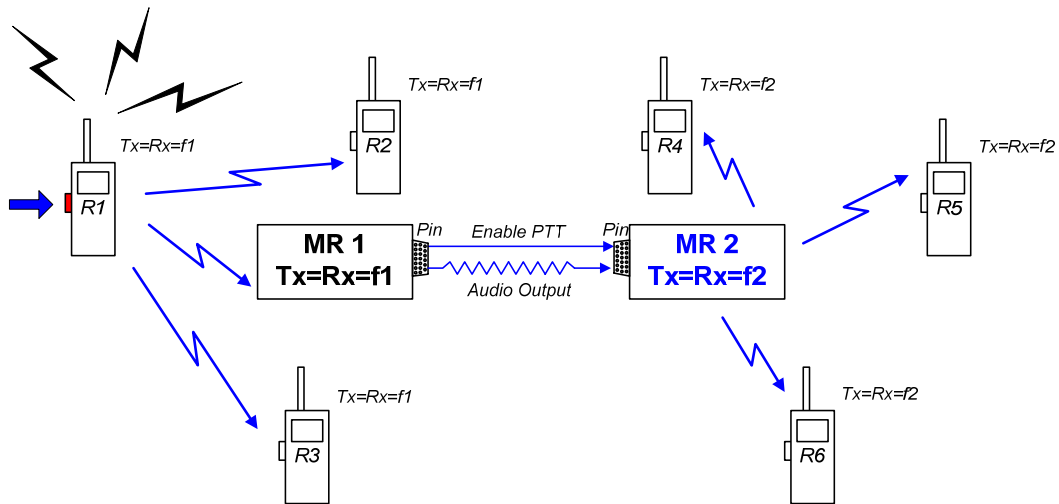 Tx=Rx=f1
R1
Tx=Rx=f1
R2
Tx=Rx=f2
R4
Tx=Rx=f2
R5
MR 1
Tx=Rx=f1
Pin
Enable PTT
Audio Output
Pin
MR 2
Tx=Rx=f2
Tx=Rx=f1
R3
Tx=Rx=f2
R6